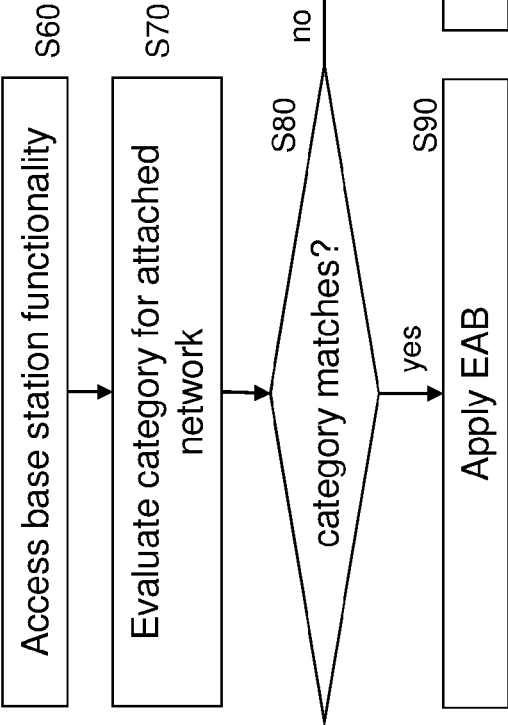 S60
Access base station functionality
S70
Evaluate category for attached
network
S80
no
category matches?
yes
S90
Apply EAB